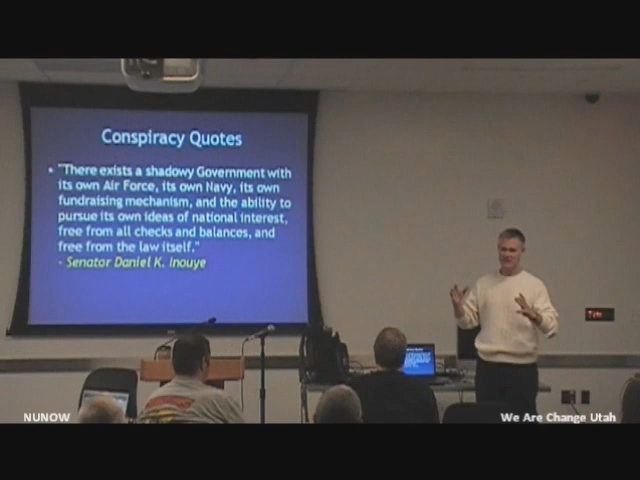 Conspiracy Quotes
• "There exists a shadowy Government with
its own Air Force, its own Navy, its own
fundraising mechanism, and the ability to
pursue its own ideas of national interest,
free from all checks and balances, and
free from the law itself."
- Senator Daniel K. Inouye
NUNOW
We Are Change Utah